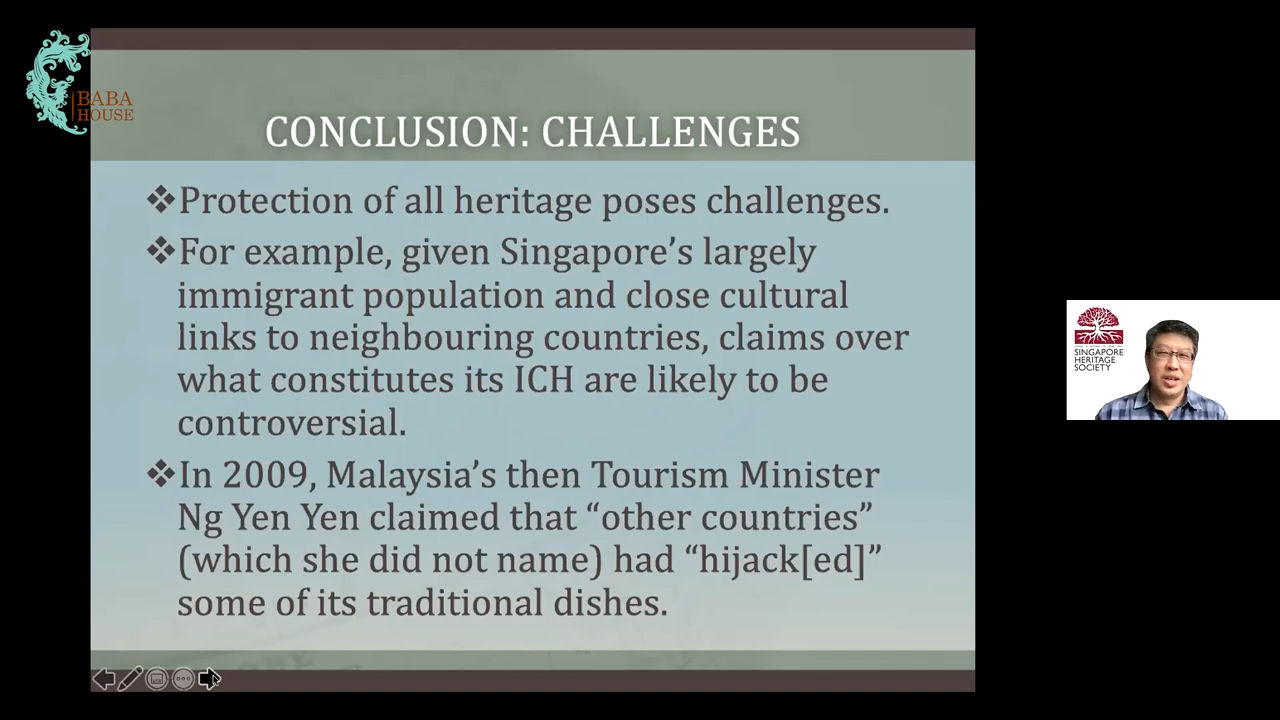 BABA
HOUSE
CONCLUSION: CHALLENGES
❖Protection of all heritage poses challenges.
❖For example, given Singapore’s largely
immigrant population and close cultural
links to neighbouring countries, claims over
what constitutes its ICH are likely to be
controversial.
❖In 2009, Malaysia’s then Tourism Minister
Ng Yen Yen claimed that “other countries”
(which she did not name) had “hijack[ed]”
some of its traditional dishes.
SINGAPORE
HERITAGE
SOCIETY